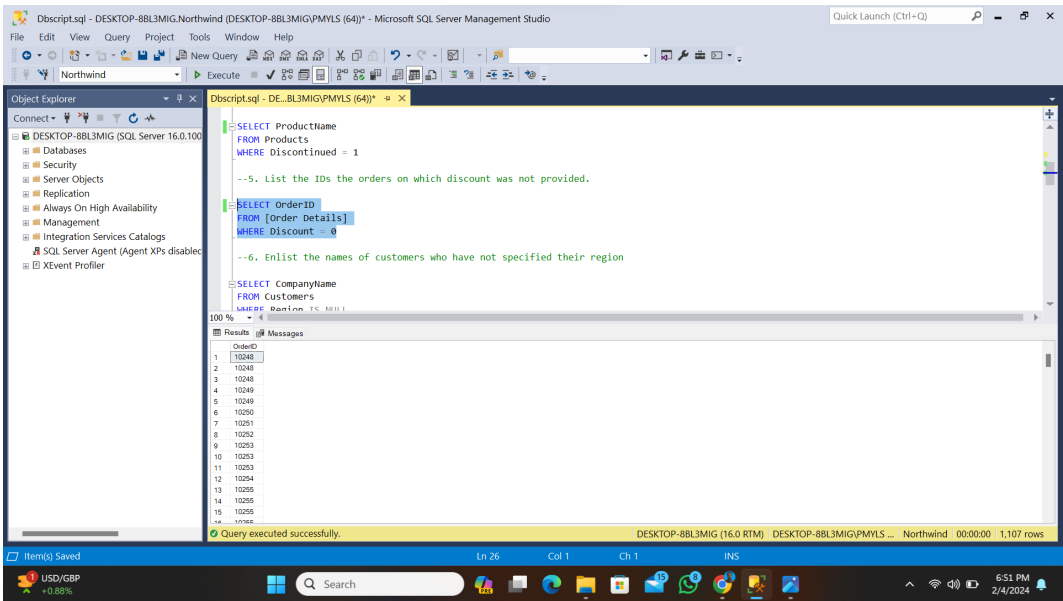 Dbscript.sql - DESKTOP-8BL3MIG.Northwind (DESKTOP-8BL3MIG\PMYLS (64))* - Microsoft SQL Server Management Studio
Quick Launch (Ctrl+Q)
File Edit View Query Project Tools Window Help
New Query
Northwind
Execute
Object Explorer
Dbscript.sql - DE...BL3MIG\PMYLS (64))*
Connect
DESKTOP-8BL3MIG (SQL Server 16.0.100
Databases
Security
Server Objects
Replication
Always On High Availability
Management
Integration Services Catalogs
SQL Server Agent (Agent XPs disablec
XEvent Profiler
SELECT ProductName
FROM Products
WHERE Discontinued = 1
--5. List the IDs the orders on which discount was not provided.
SELECT OrderID
FROM [Order Details]
WHERE Discount = 0
--6. Enlist the names of customers who have not specified their region
SELECT CompanyName
FROM Customers
WHERE Region IS NULL
100 %
Results Messages
OrderID
1 10248
2 10248
3 10248
4 10249
5 10249
6 10250
7 10251
8 10252
9 10253
10 10253
11 10253
12 10254
13 10255
14 10255
15 10255
Query executed successfully.
DESKTOP-8BL3MIG (16.0 RTM) DESKTOP-8BL3MIG\PMYLS ... Northwind 00:00:00 1,107 rows
Item(s) Saved Ln 26 Col 1 Ch 1 INS
1
USD/GBP
+0.88%
Search
PRE
15
8
6:51 PM
2/4/2024